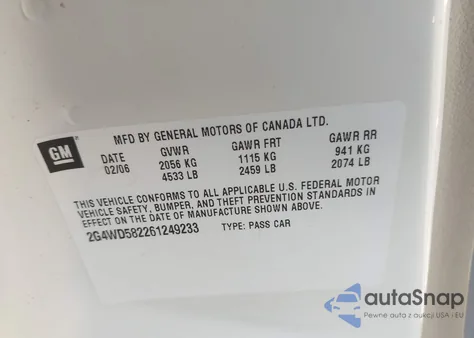 GM
MFD BY GENERAL MOTORS OF CANADA LTD.
DATE GVWR GAWR FRT GAWR RR
02/06 2056 KG 1115 KG 941 KG
4533 LB 2459 LB 2074 LB
THIS VEHICLE CONFORMS TO ALL APPLICABLE U.S. FEDERAL MOTOR
VEHICLE SAFETY, BUMPER, AND THEFT PREVENTION STANDARDS IN
EFFECT ON THE DATE OF MANUFACTURE SHOWN ABOVE.
2G4WD582261249233 TYPE: PASS CAR
autoSnap
Pewne auta z aukcji USA i EU